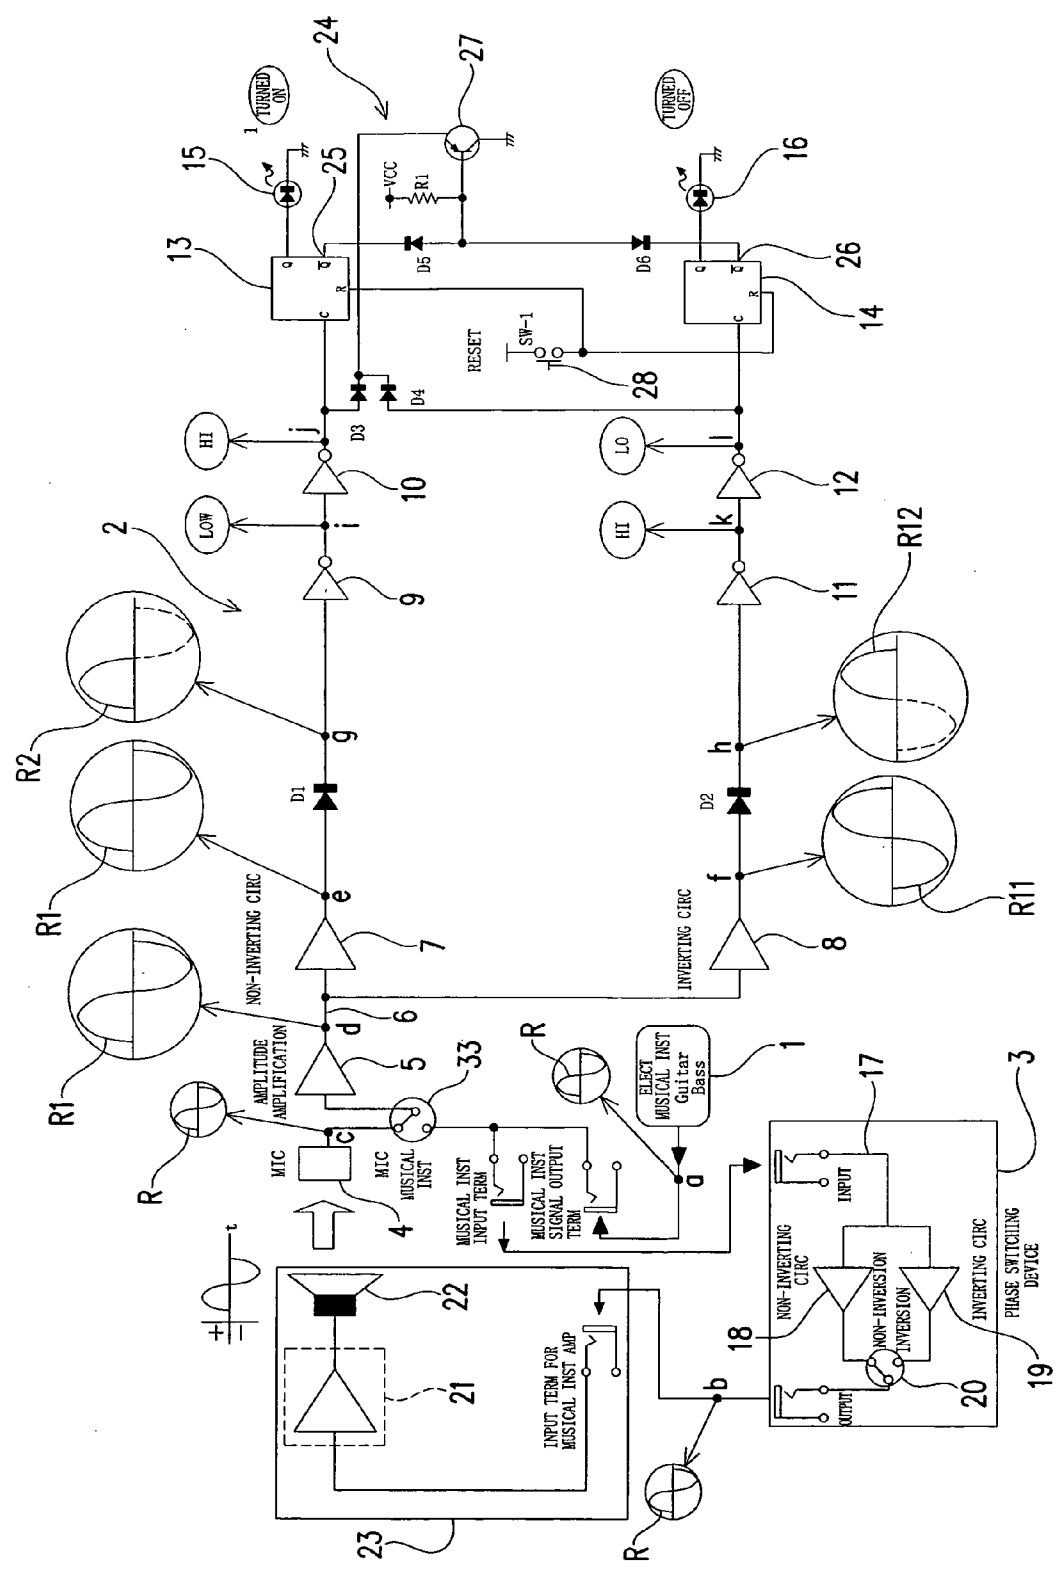 24
27
TURNED
ON
1
15
25
13
VCC
R1
D5
D6
Q
Q
R
C
TURNED
OFF
16
26
14
Q
Q
R
C
RESET
SW-1
28
D3
D4
HI
j
10
LOW
i
9
2
LO
l
12
HI
k
11
R12
R2
g
R1
D1
e
h
D2
f
R11
NON-INVERTING CIRC
7
INVERTING CIRC
8
R1
d
6
AMPLITUDE
AMPLIFICATION
5
33
R
c
MIC
4
MIC
MUSICAL
INST
R
ELECT
MUSICAL INST
Guitar
Bass
1
a
MUSICAL INST
INPUT TERM
MUSICAL INST
SIGNAL OUTPUT
TERM
+
−
t
22
21
INPUT TERM FOR
MUSICAL INST AMP
23
b
R
3
17
INPUT
NON-INVERTING
CIRC
18
NON-INVERSION
INVERSION
INVERTING CIRC
19
20
OUTPUT
PHASE SWITCHING
DEVICE